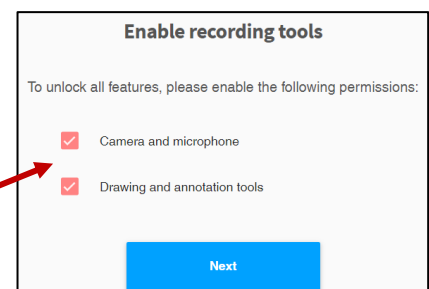 Enable recording tools
To unlock all features, please enable the following permissions:
Camera and microphone
Drawing and annotation tools
Next